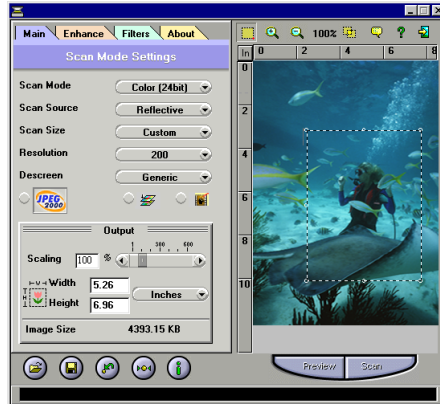 Main Enhance Filters About
Scan Mode Settings
Scan Mode Color (24bit)
Scan Source Reflective
Scan Size Custom
Resolution 200
Descreen Generic
JPEG 2000
Output
1 300 600
Scaling 100 %
Width 5.26
Height 6.96
Inches
Image Size 4393.15 KB
100% ?
In 0 2 4 6 8
0
2
4
6
8
10
Preview Scan